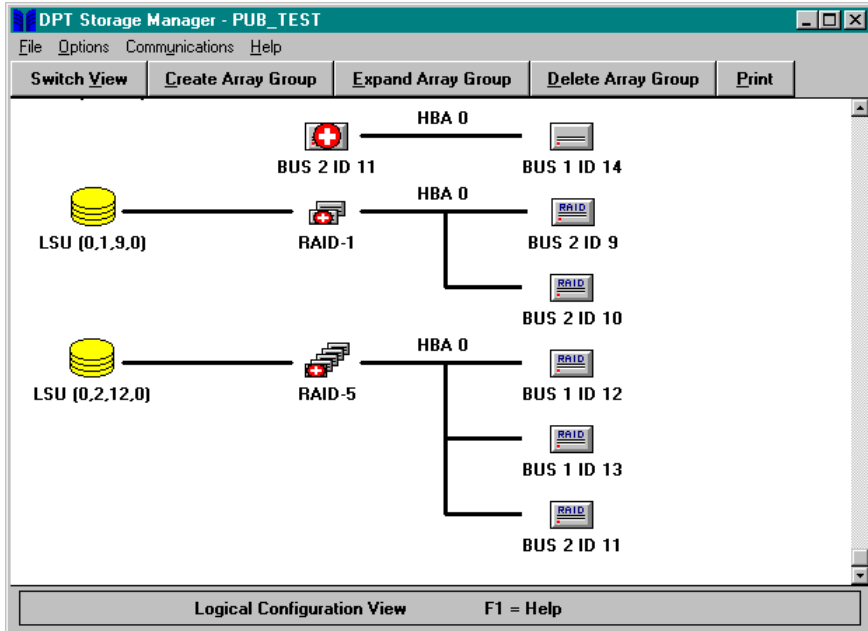 DPT Storage Manager - PUB_TEST
File Options Communications Help
Switch View Create Array Group Expand Array Group Delete Array Group Print
HBA 0
BUS 2 ID 11 BUS 1 ID 14
HBA 0
RAID
LSU (0,1,9,0) RAID-1 BUS 2 ID 9
RAID
BUS 2 ID 10
HBA 0
RAID
LSU (0,2,12,0) RAID-5 BUS 1 ID 12
RAID
BUS 1 ID 13
RAID
BUS 2 ID 11
Logical Configuration View F1 = Help